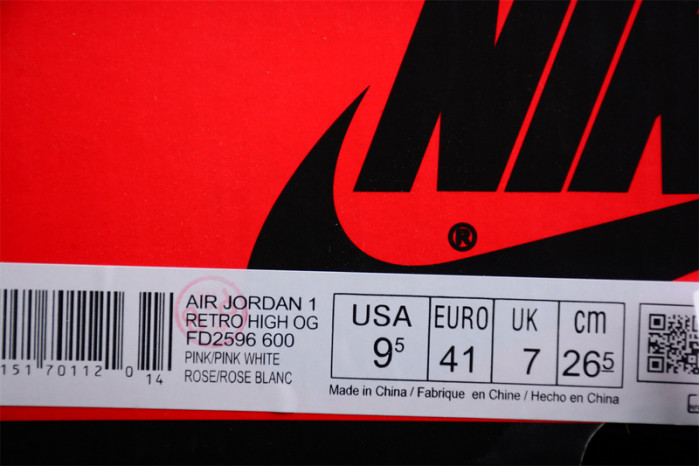 NIK
®
AIR JORDAN 1
RETRO HIGH OG
FD2596 600
PINK/PINK WHITE
ROSE/ROSE BLANC
USA EURO UK cm
9⁵ 41 7 26⁵
151 70112 0 14
Made in China / Fabrique en Chine / Hecho en China